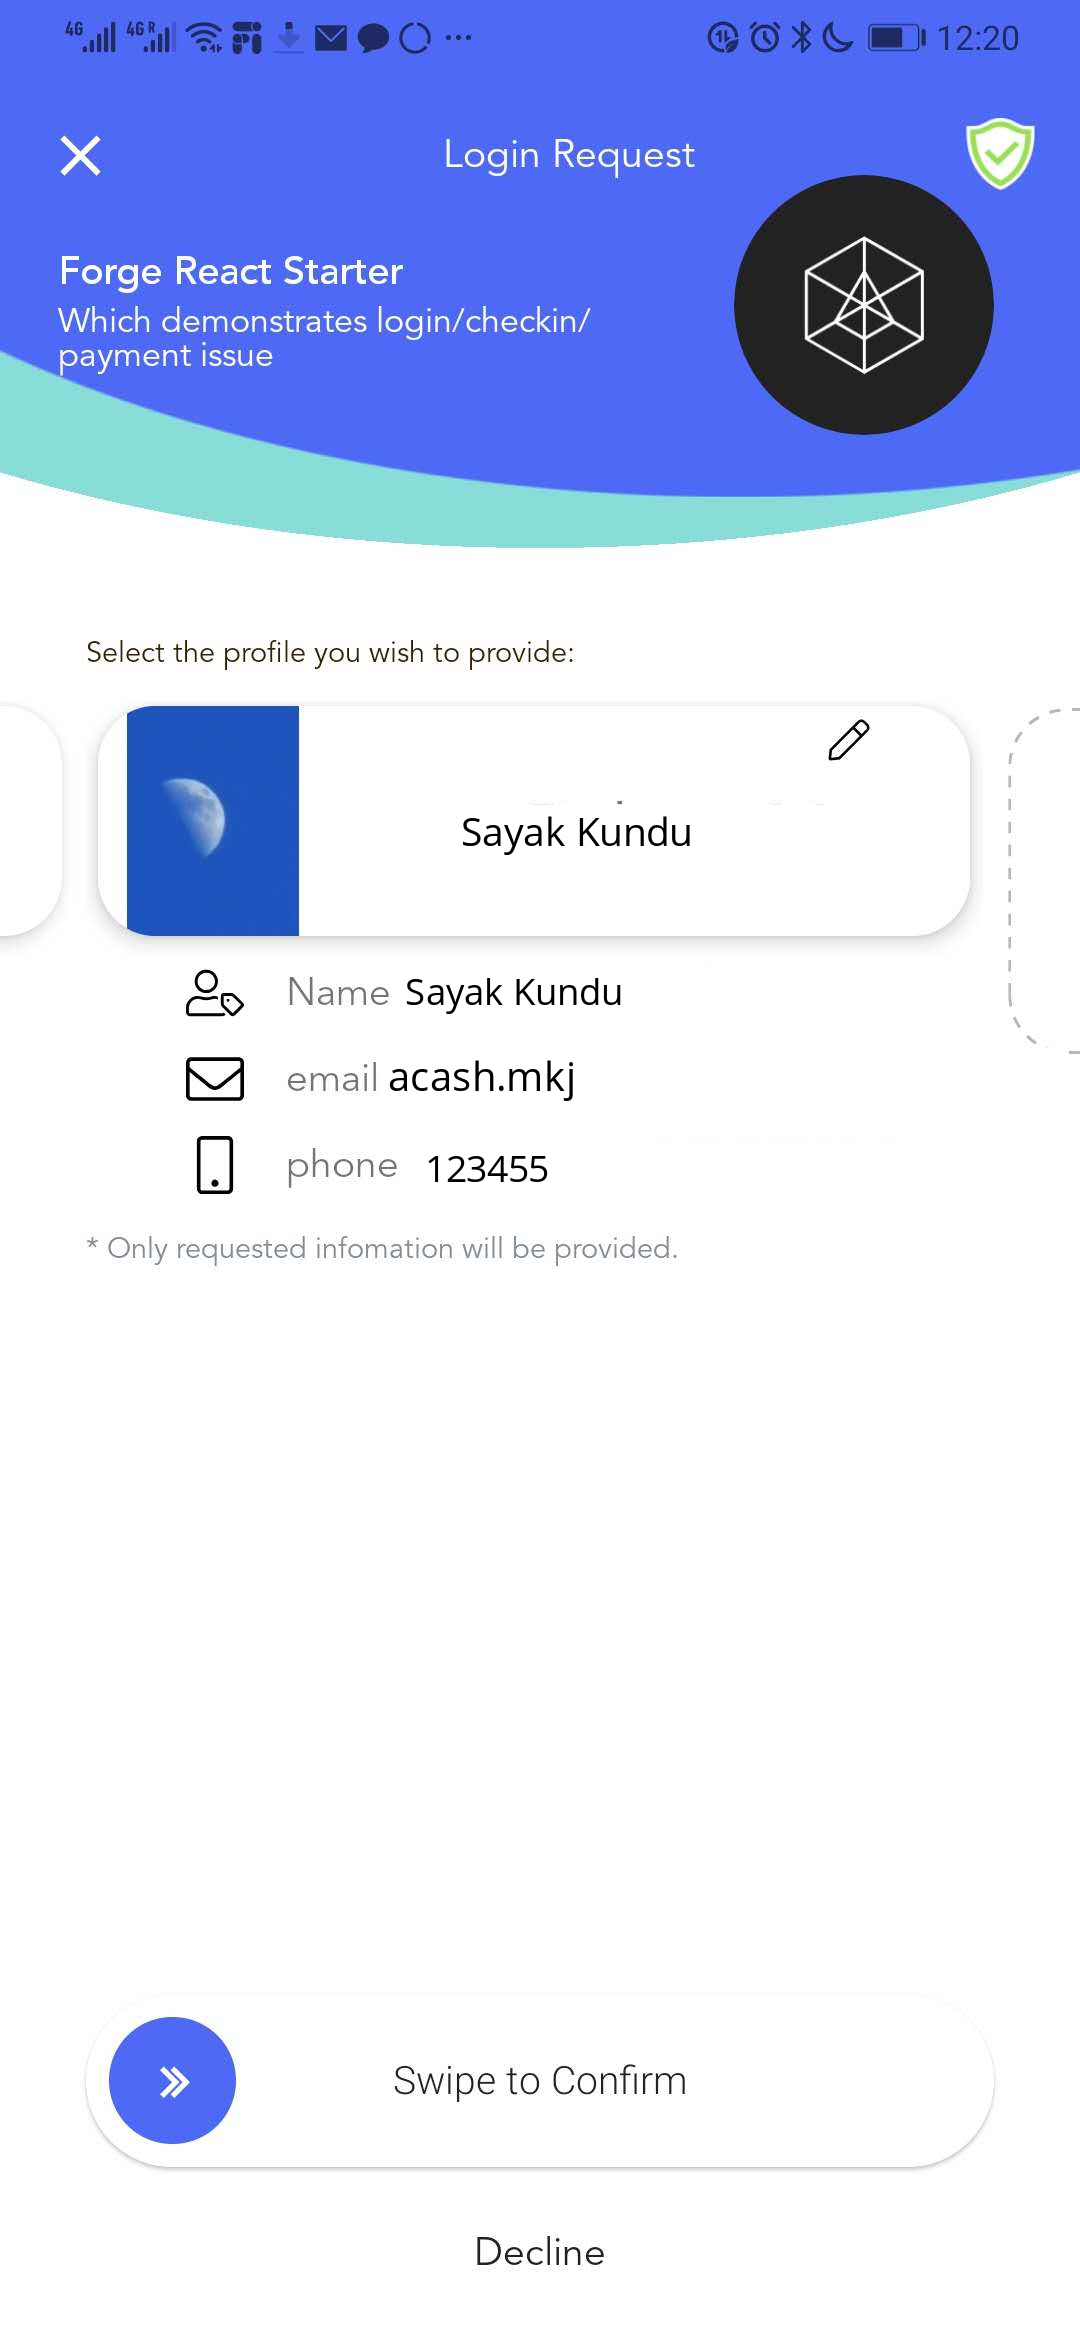 4G 4G R 12:20
Login Request
Forge React Starter
Which demonstrates login/checkin/
payment issue
Select the profile you wish to provide:
Sayak Kundu
Name Sayak Kundu
email acash.mkj
phone 123455
* Only requested infomation will be provided.
Swipe to Confirm
Decline